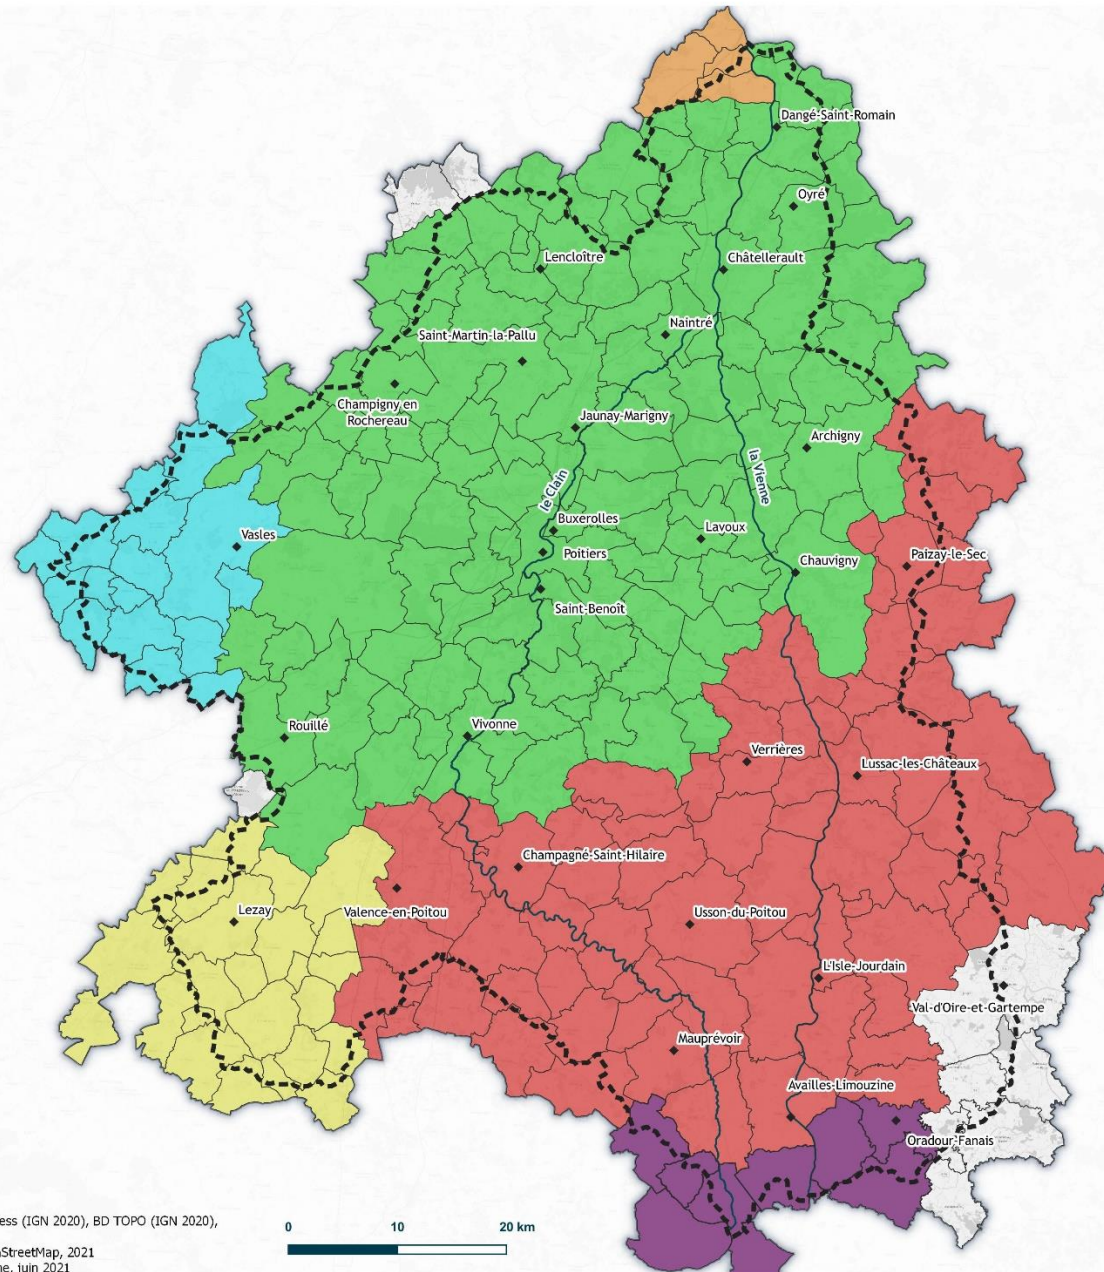 Dangé-Saint-Romain
Oyré
Lencloître
Châtellerault
Naintré
Saint-Martin-la-Pallu
Champigny en
Rochereau
Jaunay-Marigny
Archigny
la Vienne
le Clain
Buxerolles
Lavoux
Vasles
Poitiers
Paizay-le-Sec
Chauvigny
Saint-Benoît
Rouillé
Vivonne
Verrières
Lussac-les-Châteaux
Champagné-Saint-Hilaire
Lezay
Valence-en-Poitou
Usson-du-Poitou
L'Isle-Jourdain
Val-d'Oire-et-Gartempe
Mauprévoir
Availles-Limouzine
Oradour-Fanais
ess (IGN 2020), BD TOPO (IGN 2020),
0 10 20 km
StreetMap, 2021
ne, juin 2021